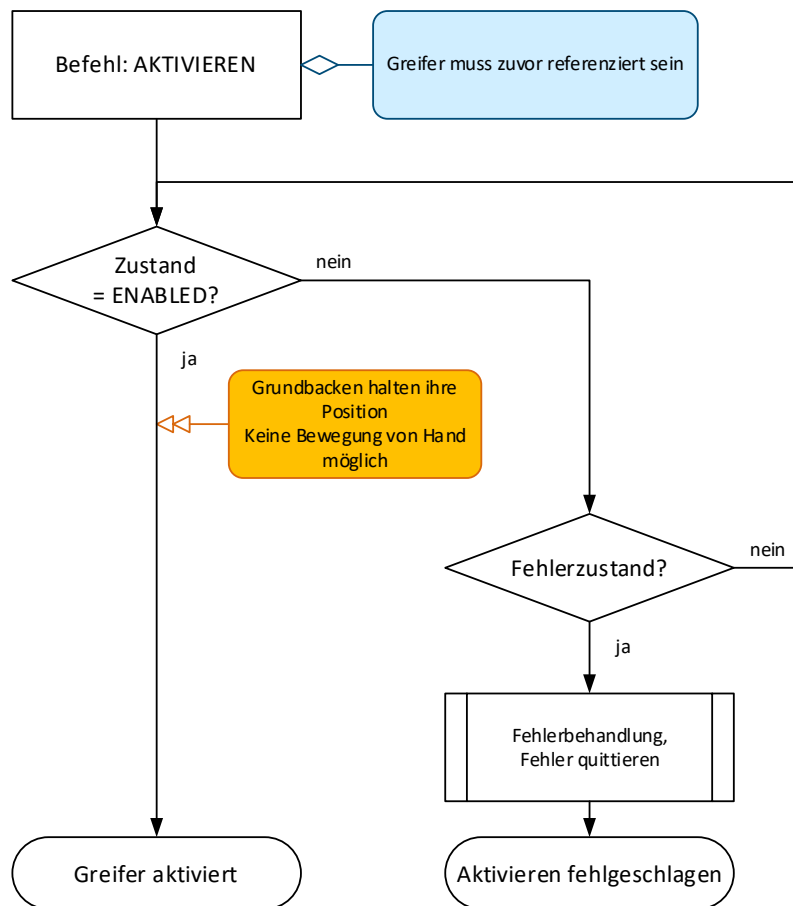 Befehl: AKTIVIEREN
Greifer muss zuvor referenziert sein
Zustand
= ENABLED?
nein
ja
Grundbacken halten ihre
Position
Keine Bewegung von Hand
möglich
Fehlerzustand?
nein
ja
Fehlerbehandlung,
Fehler quittieren
Greifer aktiviert
Aktivieren fehlgeschlagen